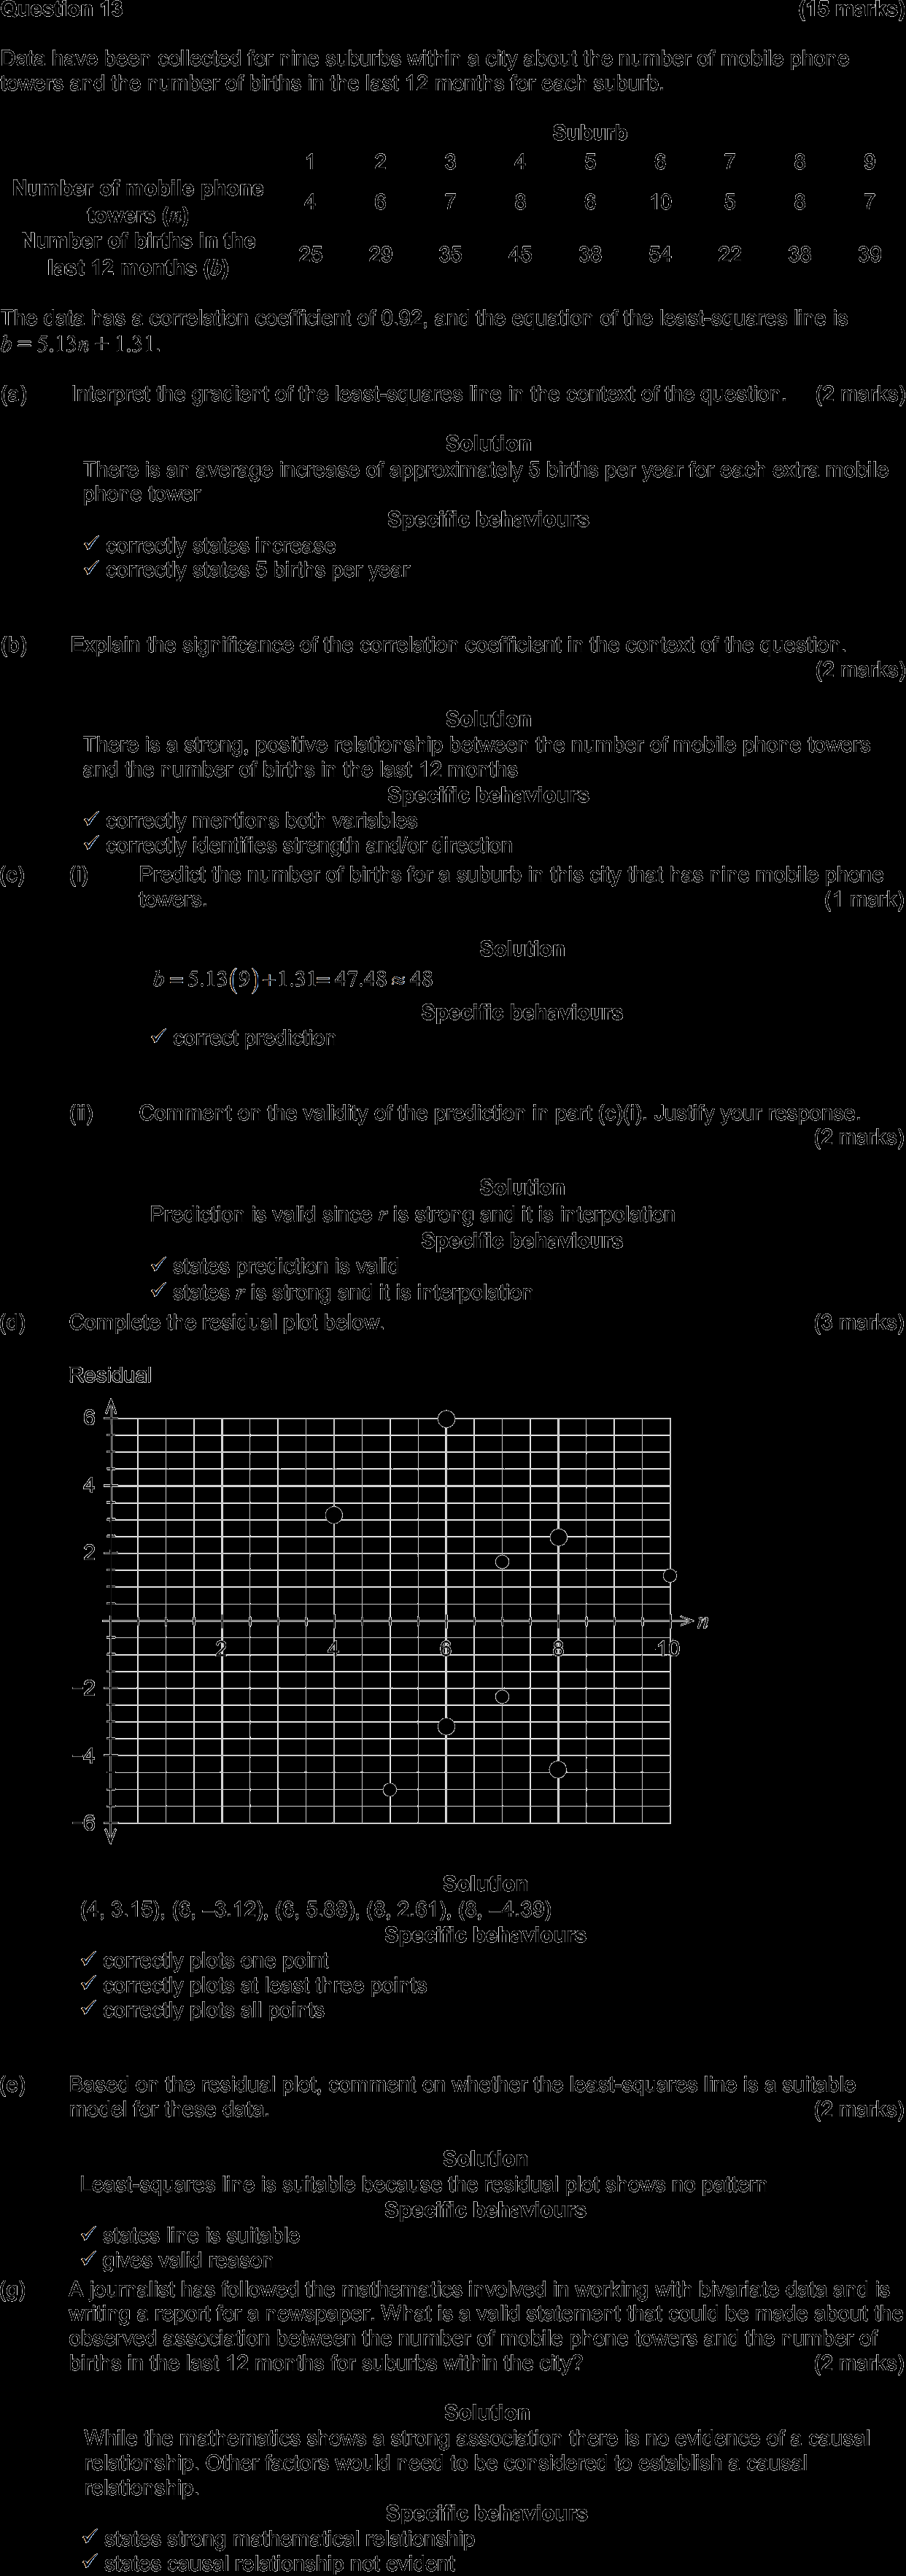 Question 13 (15 marks)
Data have been collected for nine suburbs within a city about the number of mobile phone
towers and the number of births in the last 12 months for each suburb.
Suburb
1 2 3 4 5 6 7 8 9
Number of mobile phone
towers (n) 4 6 7 8 6 10 5 8 7
Number of births in the
last 12 months (b) 25 29 35 45 38 54 22 38 39
The data has a correlation coefficient of 0.92, and the equation of the least-squares line is
b = 5.13n + 1.31.
(a) Interpret the gradient of the least-squares line in the context of the question. (2 marks)
Solution
There is an average increase of approximately 5 births per year for each extra mobile
phone tower
Specific behaviours
✓ correctly states increase
✓ correctly states 5 births per year
(b) Explain the significance of the correlation coefficient in the context of the question.
(2 marks)
Solution
There is a strong, positive relationship between the number of mobile phone towers
and the number of births in the last 12 months
Specific behaviours
✓ correctly mentions both variables
✓ correctly identifies strength and/or direction
(c) (i) Predict the number of births for a suburb in this city that has nine mobile phone
towers. (1 mark)
Solution
b = 5.13(9)+1.31= 47.48 ≈ 48
Specific behaviours
✓ correct prediction
(ii) Comment on the validity of the prediction in part (c)(i). Justify your response.
(2 marks)
Solution
Prediction is valid since r is strong and it is interpolation
Specific behaviours
✓ states prediction is valid
✓ states r is strong and it is interpolation
(d) Complete the residual plot below. (3 marks)
Residual
6
4
2
n
2 4 6 8 10
–2
–4
–6
Solution
(4, 3.15), (6, –3.12), (6, 5.88), (8, 2.61), (8, –4.39)
Specific behaviours
✓ correctly plots one point
✓ correctly plots at least three points
✓ correctly plots all points
(e) Based on the residual plot, comment on whether the least-squares line is a suitable
model for these data. (2 marks)
Solution
Least-squares line is suitable because the residual plot shows no pattern
Specific behaviours
✓ states line is suitable
✓ gives valid reason
(g) A journalist has followed the mathematics involved in working with bivariate data and is
writing a report for a newspaper. What is a valid statement that could be made about the
observed association between the number of mobile phone towers and the number of
births in the last 12 months for suburbs within the city? (2 marks)
Solution
While the mathematics shows a strong association there is no evidence of a causal
relationship. Other factors would need to be considered to establish a causal
relationship.
Specific behaviours
✓ states strong mathematical relationship
✓ states causal relationship not evident